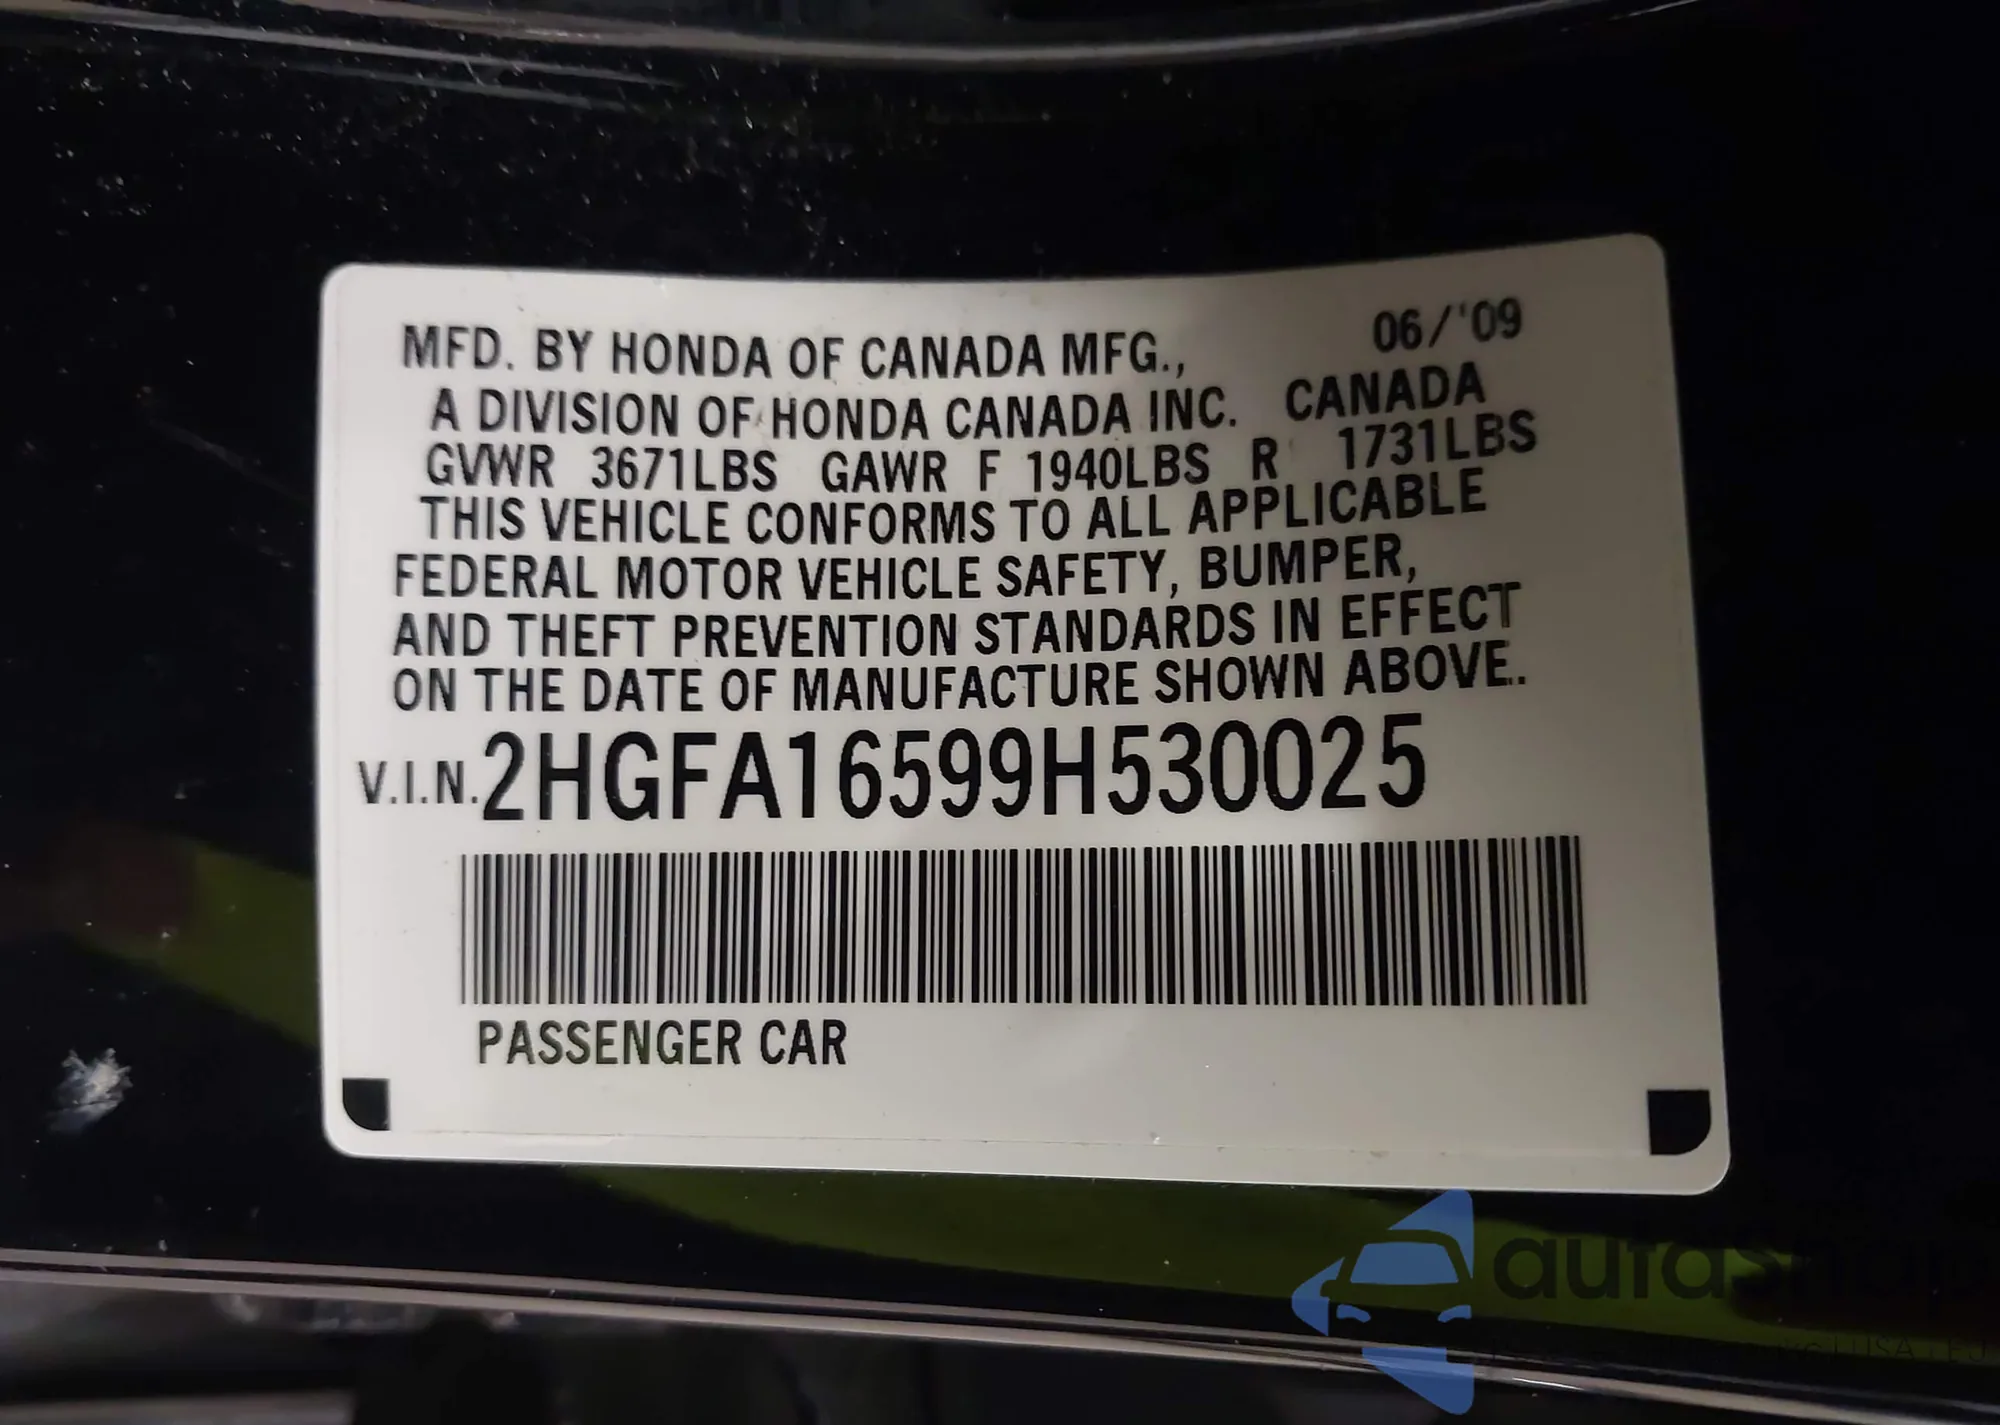 MFD. BY HONDA OF CANADA MFG., 06/'09
A DIVISION OF HONDA CANADA INC. CANADA
GVWR 3671LBS GAWR F 1940LBS R 1731LBS
THIS VEHICLE CONFORMS TO ALL APPLICABLE
FEDERAL MOTOR VEHICLE SAFETY, BUMPER,
AND THEFT PREVENTION STANDARDS IN EFFECT
ON THE DATE OF MANUFACTURE SHOWN ABOVE..
V.I.N.2HGFA16599H530025
PASSENGER CAR